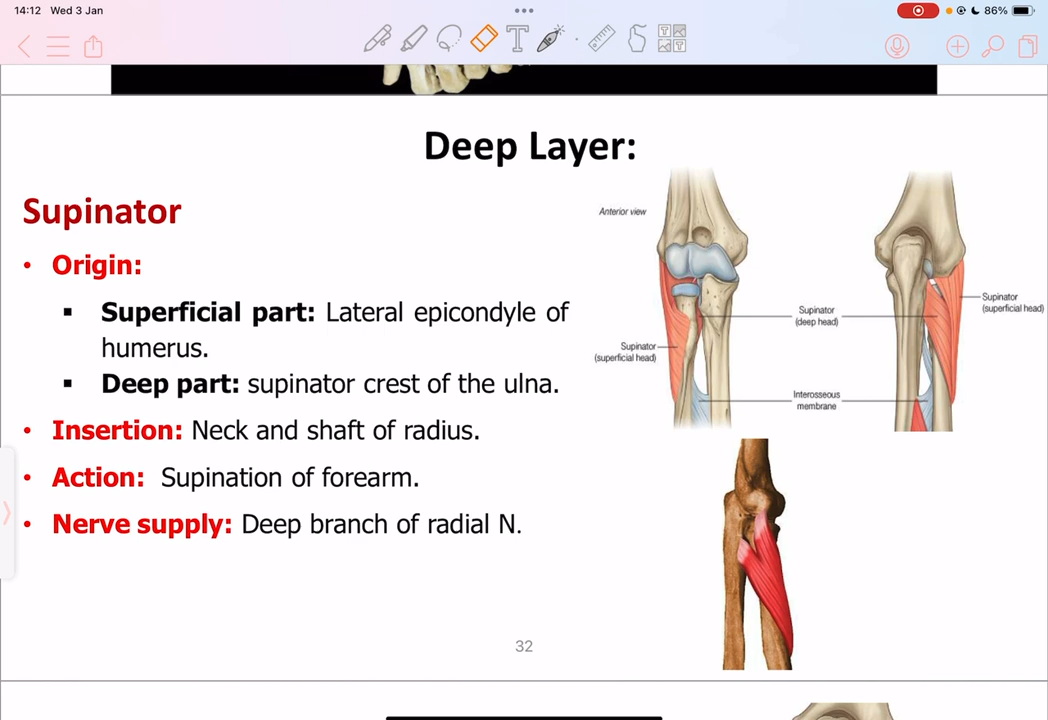 14:12 Wed 3 Jan
86%
Deep Layer:
Supinator
• Origin:
▪ Superficial part: Lateral epicondyle of
humerus.
▪ Deep part: supinator crest of the ulna.
• Insertion: Neck and shaft of radius.
• Action: Supination of forearm.
• Nerve supply: Deep branch of radial N.
Anterior view
Supinator
(superficial head)
Supinator
(deep head)
Interosseous
membrane
Supinator
(superficial head)
32